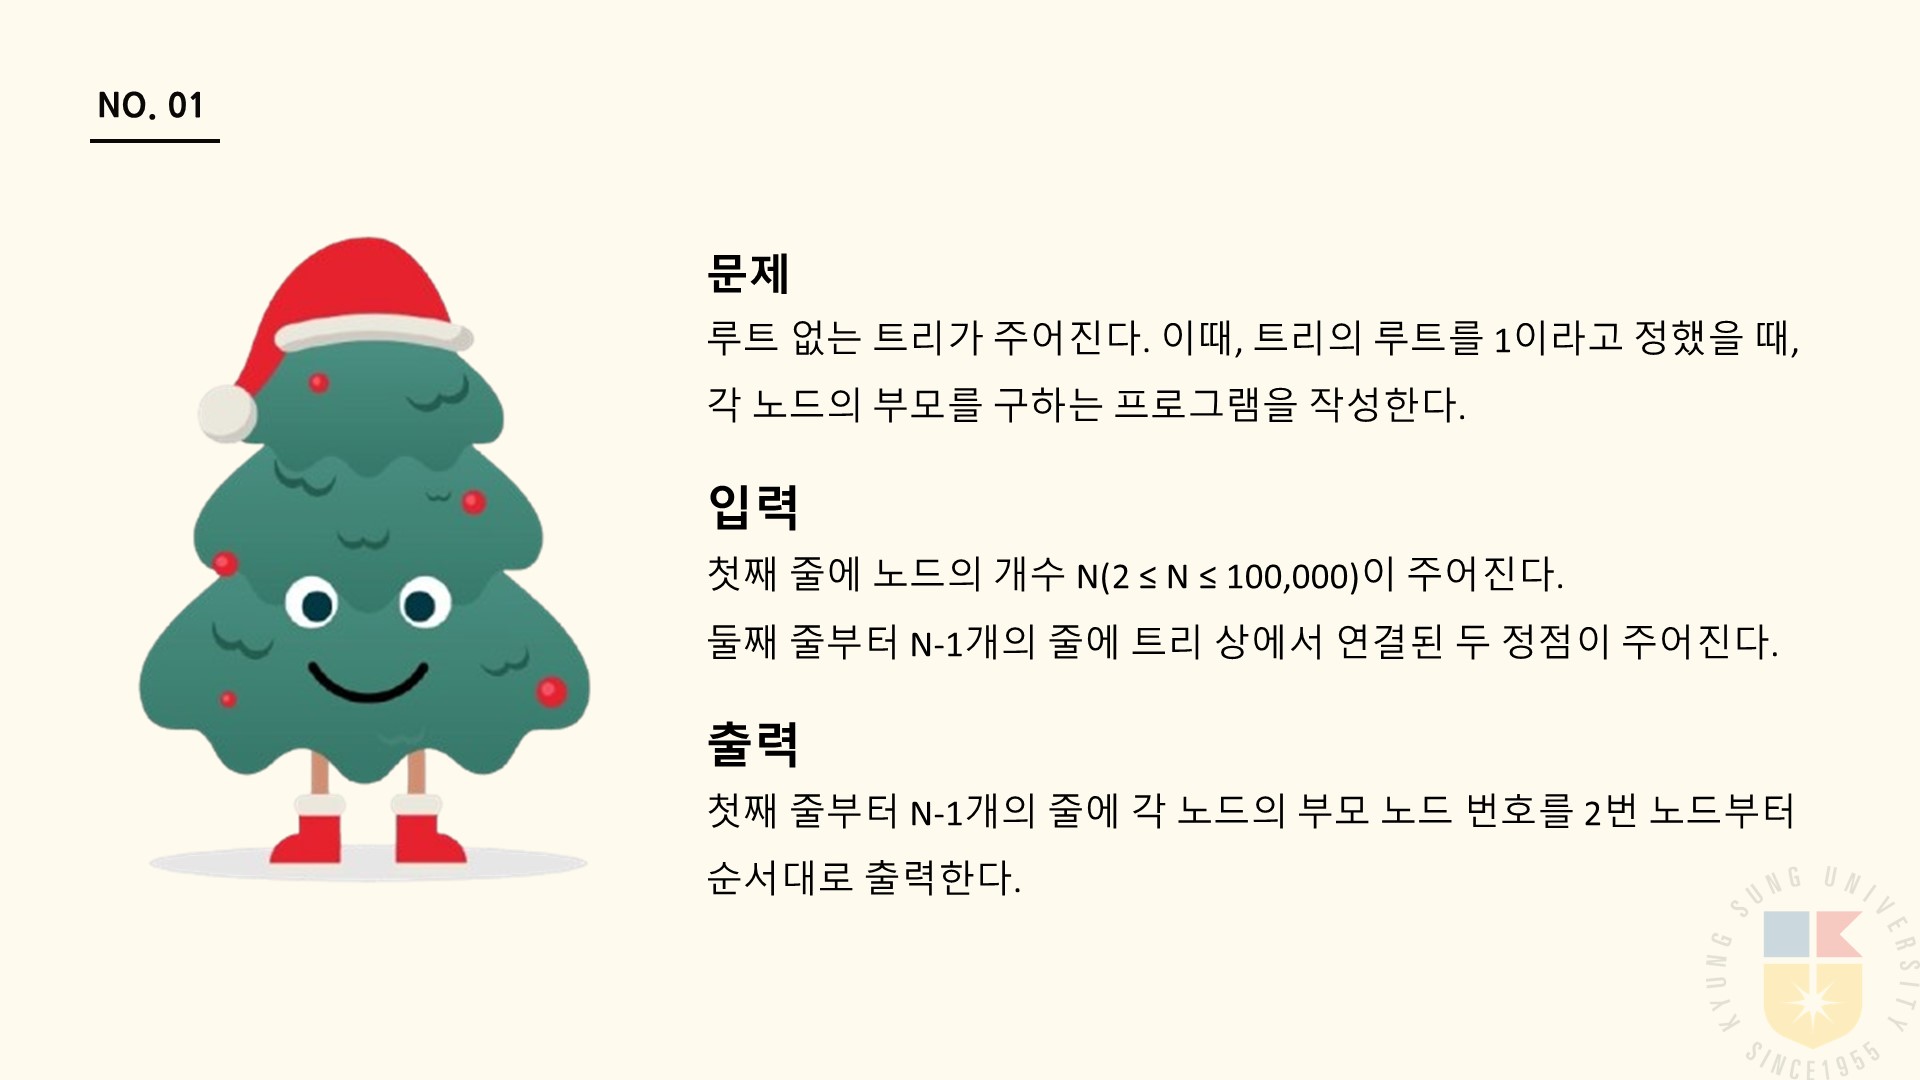 NO. 01
문제
루트 없는 트리가 주어진다. 이때, 트리의 루트를 1이라고 정했을 때,
각 노드의 부모를 구하는 프로그램을 작성한다.
입력
첫째 줄에 노드의 개수 N(2 ≤ N ≤ 100,000)이 주어진다.
둘째 줄부터 N-1개의 줄에 트리 상에서 연결된 두 정점이 주어진다.
출력
첫째 줄부터 N-1개의 줄에 각 노드의 부모 노드 번호를 2번 노드부터
순서대로 출력한다.
KYUNG SUNG UNIVERSITY
SINCE1955